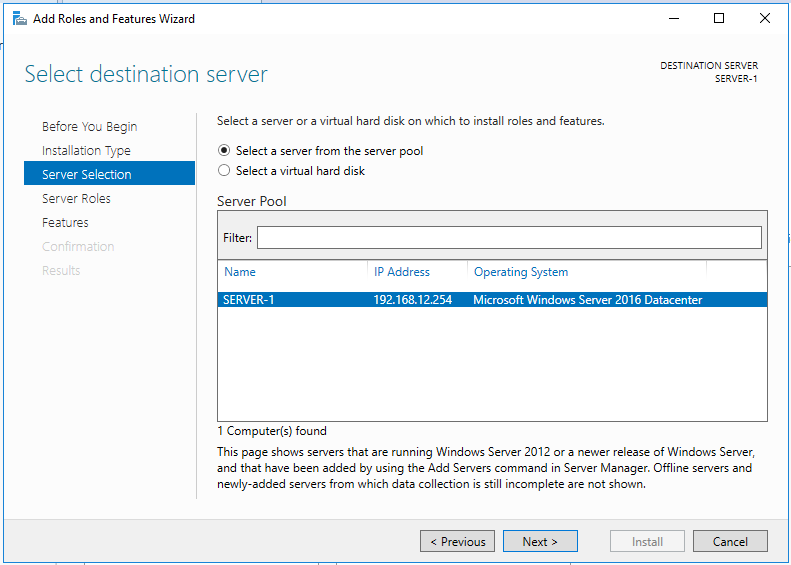 Add Roles and Features Wizard
Select destination server
DESTINATION SERVER
SERVER-1
Before You Begin
Installation Type
Server Selection
Server Roles
Features
Confirmation
Results
Select a server or a virtual hard disk on which to install roles and features.
Select a server from the server pool
Select a virtual hard disk
Server Pool
Filter:
Name IP Address Operating System
SERVER-1 192.168.12.254 Microsoft Windows Server 2016 Datacenter
1 Computer(s) found
This page shows servers that are running Windows Server 2012 or a newer release of Windows Server,
and that have been added by using the Add Servers command in Server Manager. Offline servers and
newly-added servers from which data collection is still incomplete are not shown.
< Previous Next > Install Cancel